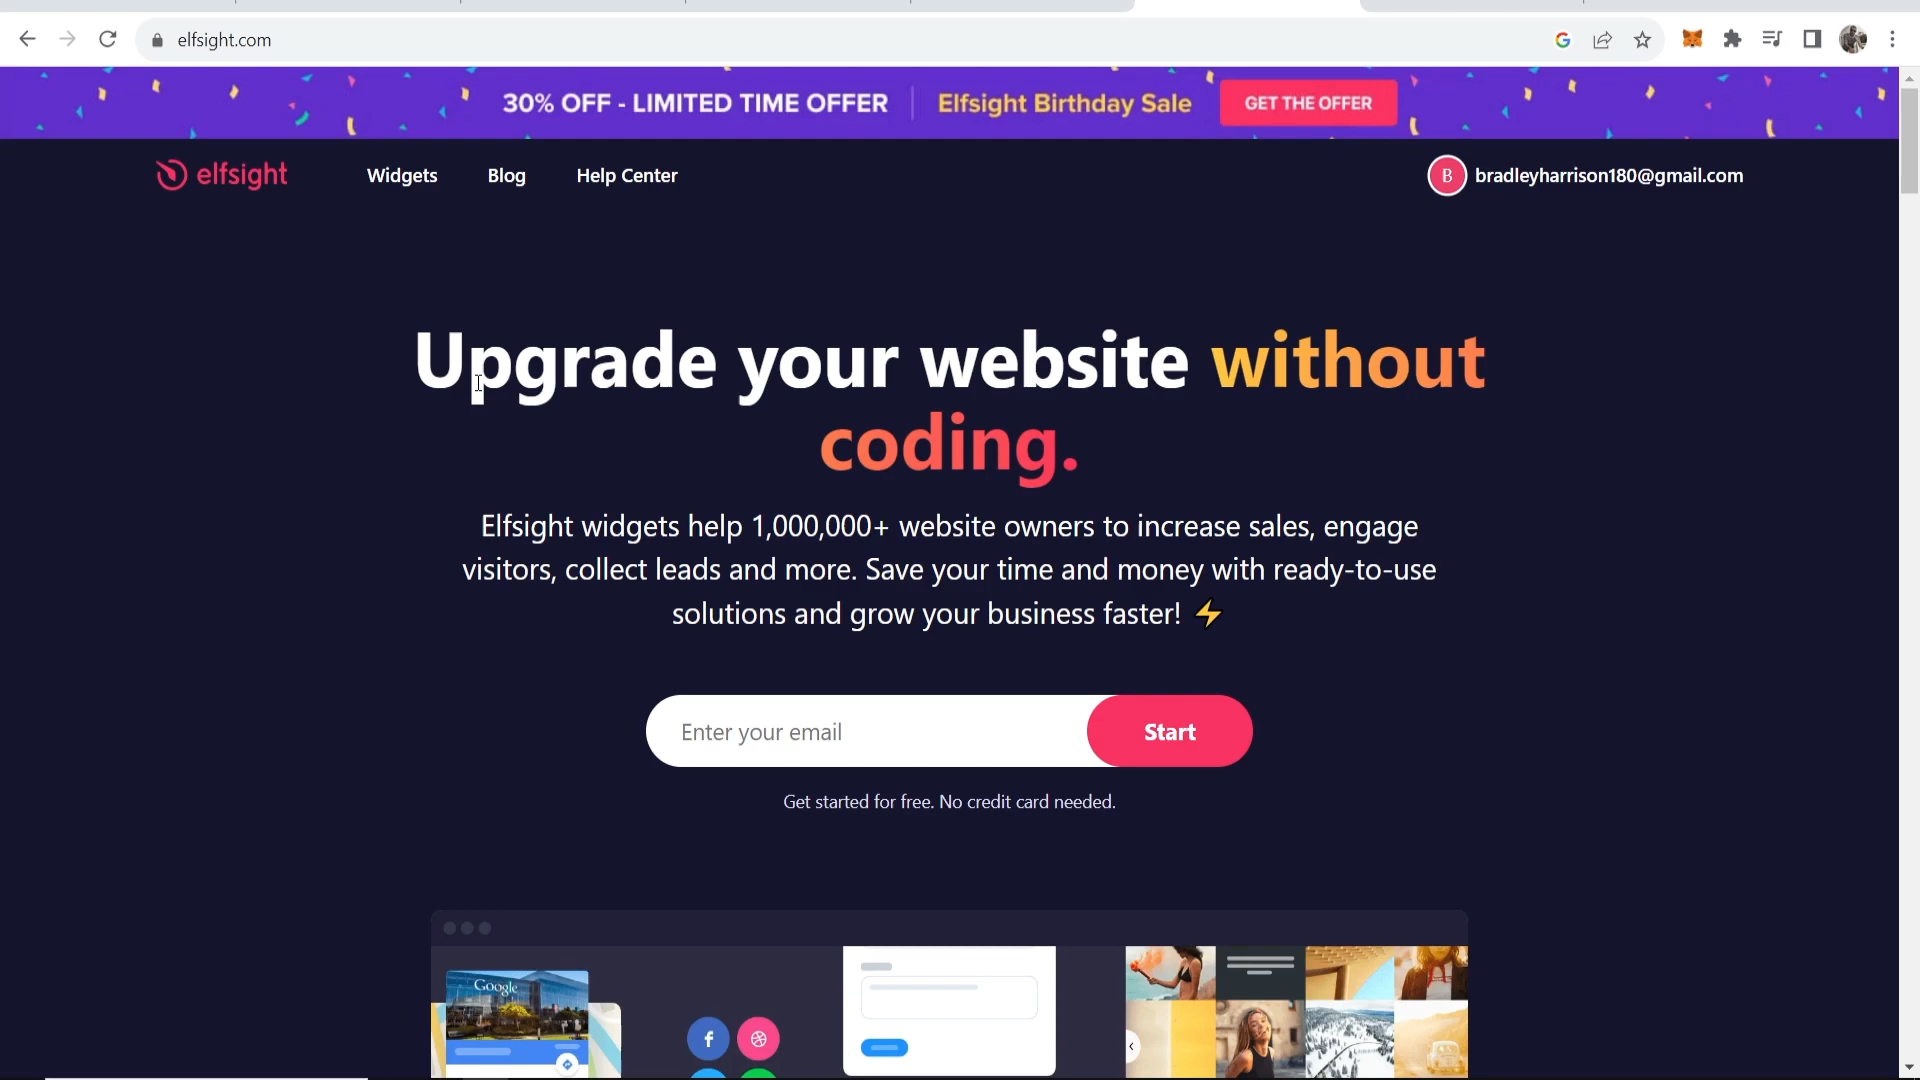 elfsight.com
30% OFF - LIMITED TIME OFFER
Elfsight Birthday Sale
GET THE OFFER
elfsight
Widgets
Blog
Help Center
B
bradleyharrison180@gmail.com
Upgrade your website without
coding.
Elfsight widgets help 1,000,000+ website owners to increase sales, engage
visitors, collect leads and more. Save your time and money with ready-to-use
solutions and grow your business faster! ⚡
Enter your email
Start
Get started for free. No credit card needed.
Google